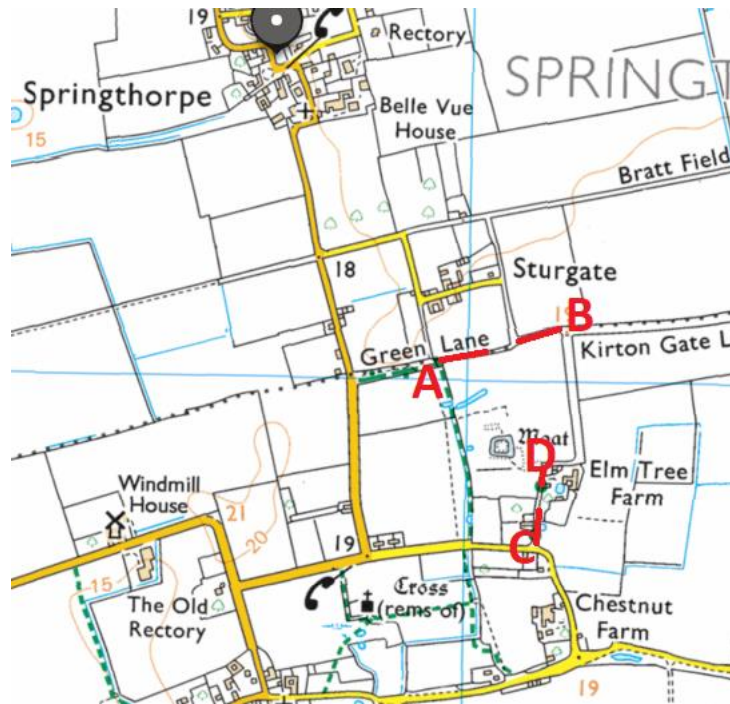 19
Rectory
Springthorpe
SPRINGT
15
Belle Vue
House
Bratt Field
18
Sturgate
B
Green Lane
Kirton Gate L
A
Moat
D
Windmill
House
Elm Tree
Farm
21
20
19
C
15
Cross
(rems of)
The Old
Rectory
Chestnut
Farm
19